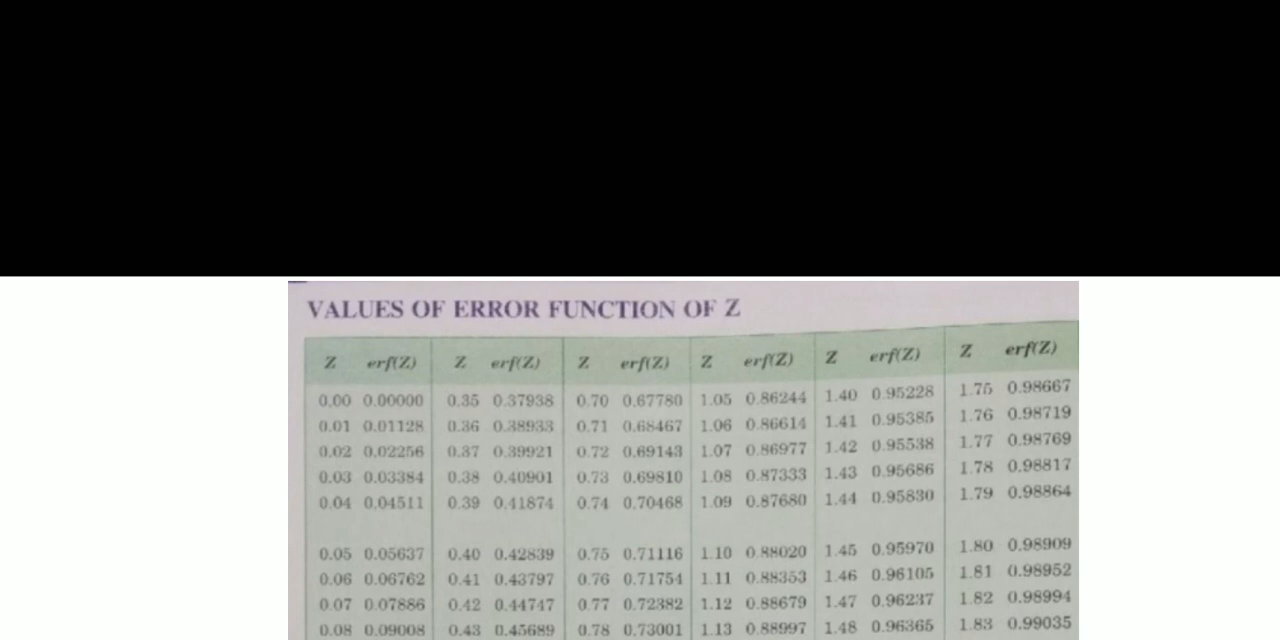 VALUES OF ERROR FUNCTION OF Z
Z erf(Z) Z erf(Z) Z erf(Z) Z erf(Z) Z erf(Z) Z erf(Z)
0.00 0.00000 0.35 0.37938 0.70 0.67780 1.05 0.86244 1.40 0.95228 1.75 0.98667
0.01 0.01128 0.36 0.38933 0.71 0.68467 1.06 0.86614 1.41 0.95385 1.76 0.98719
0.02 0.02256 0.37 0.39921 0.72 0.69143 1.07 0.86977 1.42 0.95538 1.77 0.98769
0.03 0.03384 0.38 0.40901 0.73 0.69810 1.08 0.87333 1.43 0.95686 1.78 0.98817
0.04 0.04511 0.39 0.41874 0.74 0.70468 1.09 0.87680 1.44 0.95830 1.79 0.98864
0.05 0.05637 0.40 0.42839 0.75 0.71116 1.10 0.88020 1.45 0.95970 1.80 0.98909
0.06 0.06762 0.41 0.43797 0.76 0.71754 1.11 0.88353 1.46 0.96105 1.81 0.98952
0.07 0.07886 0.42 0.44747 0.77 0.72382 1.12 0.88679 1.47 0.96237 1.82 0.98994
0.08 0.09008 0.43 0.45689 0.78 0.73001 1.13 0.88997 1.48 0.96365 1.83 0.99035